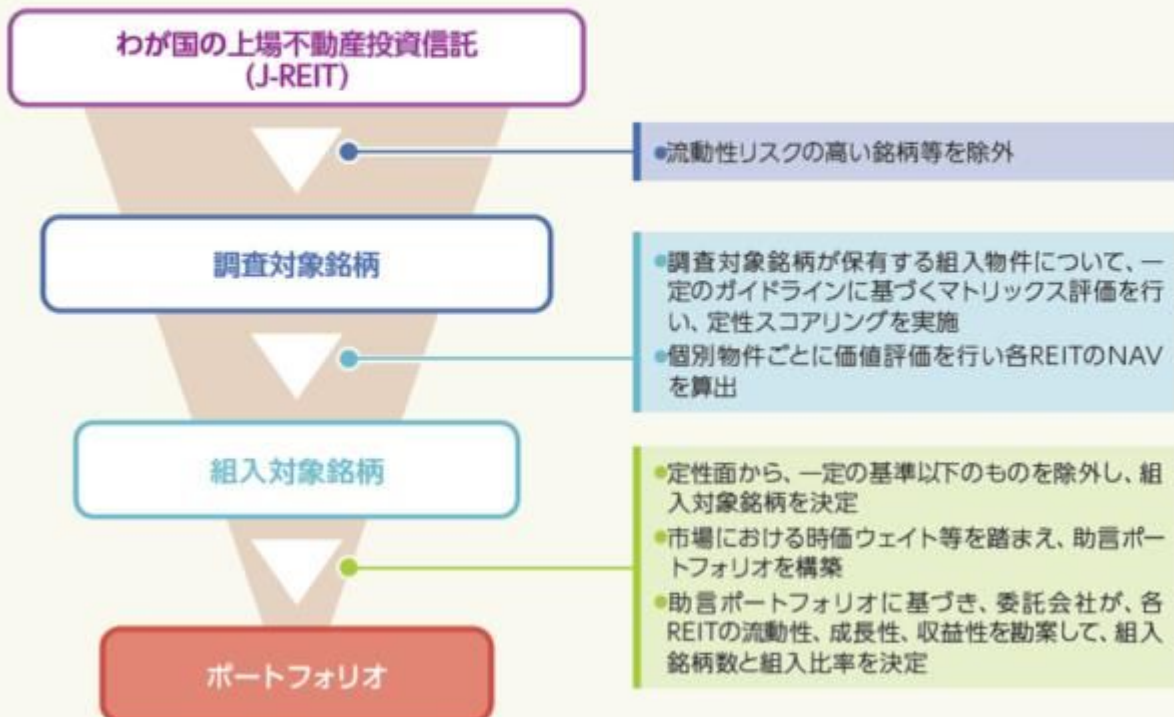 わが国の上場不動産投資信託
(J-REIT)
●流動性リスクの高い銘柄等を除外
調査対象銘柄
●調査対象銘柄が保有する組入物件について、一
定のガイドラインに基づくマトリックス評価を行
い、定性スコアリングを実施
●個別物件ごとに価値評価を行い各REITのNAV
を算出
組入対象銘柄
●定性面から、一定の基準以下のものを除外し、組
入対象銘柄を決定
●市場における時価ウェイト等を踏まえ、助言ポー
トフォリオを構築
●助言ポートフォリオに基づき、委託会社が、各
REITの流動性、成長性、収益性を勘案して、組入
銘柄数と組入比率を決定
ポートフォリオ